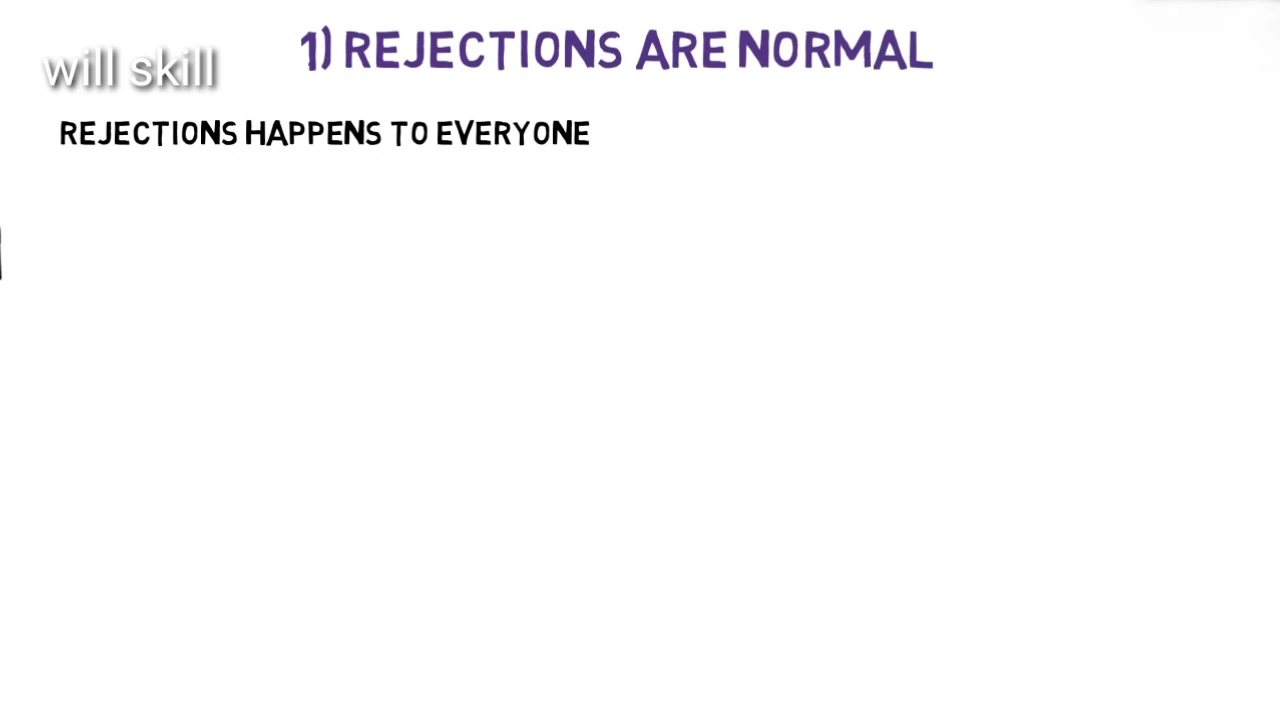 1) REJECTIONS ARE NORMAL
will skill
REJECTIONS HAPPENS TO EVERYONE